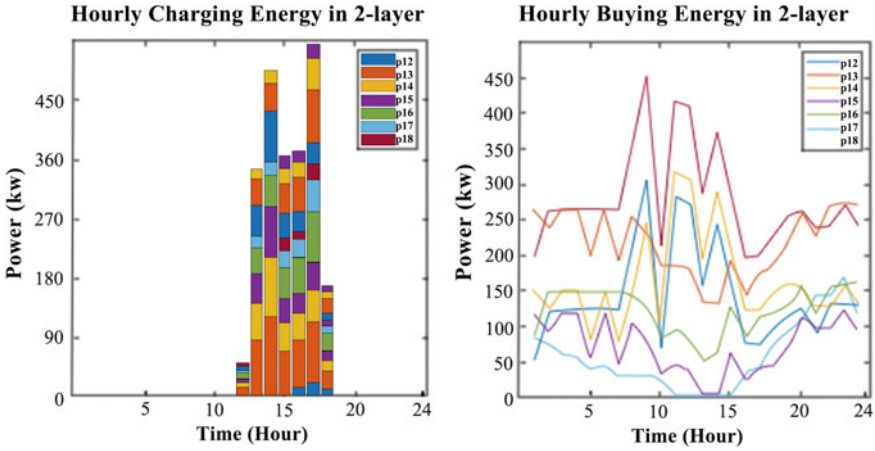 Hourly Charging Energy in 2-layer
Power (kw)
450
360
270
180
90
0
5
15
20
24
Time (Hour)
p12
p13
p14
p15
p16
p17
p18
Hourly Buying Energy in 2-layer
Power (kw)
450
400
350
300
250
200
150
100
50
0
5
10
15
20
24
Time (Hour)
p12
p13
p14
p15
p16
p17
p18